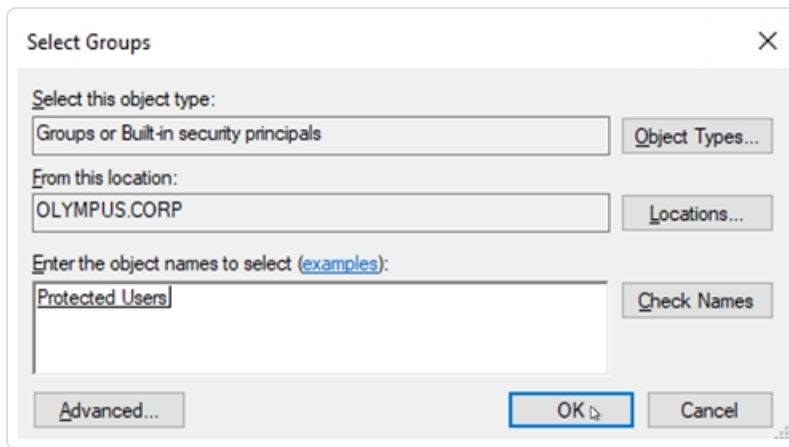 Select Groups
Select this object type:
Groups or Built-in security principals
Object Types...
From this location:
OLYMPUS.CORP
Locations...
Enter the object names to select (examples):
Protected Users
Check Names
Advanced...
OK
Cancel